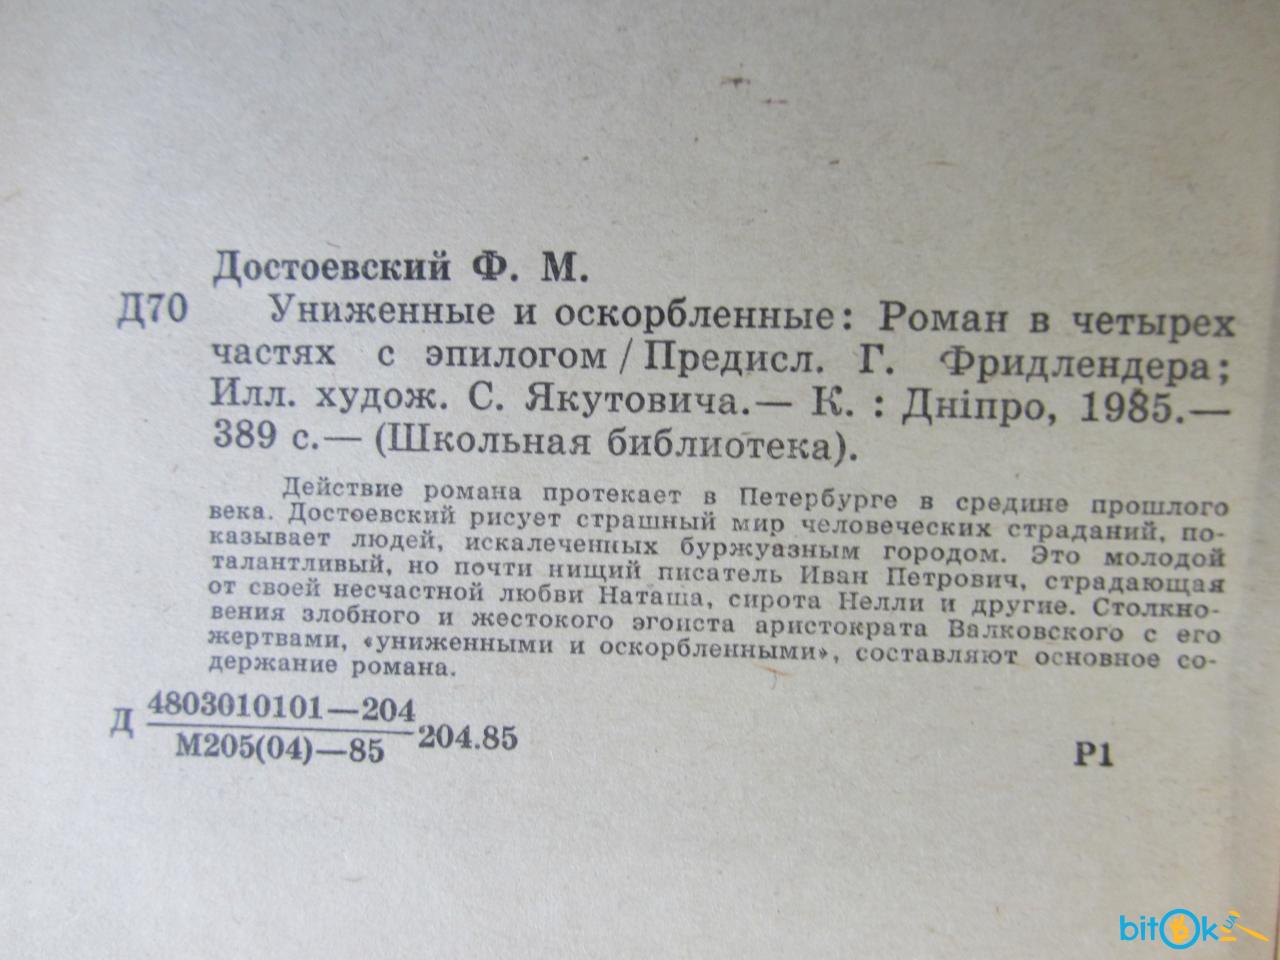 Достоевский Ф. М.
Д70 Униженные и оскорбленные: Роман в четырех
частях с эпилогом / Предисл. Г. Фридлендера;
Илл. худож. С. Якутовича.— К. : Дніпро, 1985.—
389 с.— (Школьная библиотека).
Действие романа протекает в Петербурге в средине прошлого
века. Достоевский рисует страшный мир человеческих страданий, по-
казывает людей, искалеченных буржуазным городом. Это молодой
талантливый, но почти нищий писатель Иван Петрович, страдающая
от своей несчастной любви Наташа, сирота Нелли и другие. Столкно-
вения злобного и жестокого эгоиста аристократа Валковского с его
жертвами, «униженными и оскорбленными», составляют основное со-
держание романа.
4803010101—204
Д 204.85
М205(04)—85
Р1
bitOk.UA